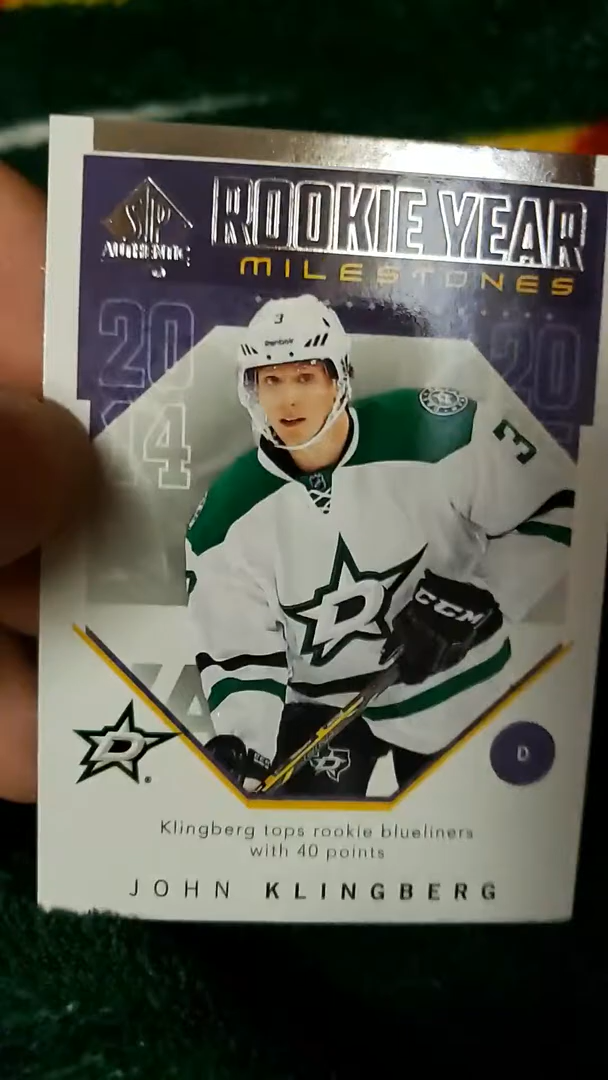 SP
AUTHENTIC
ROOKIE YEAR
MILESTONES
20
14
20
3
Reebok
3
D
CCM
D
D
Klingberg tops rookie blueliners
with 40 points
JOHN KLINGBERG